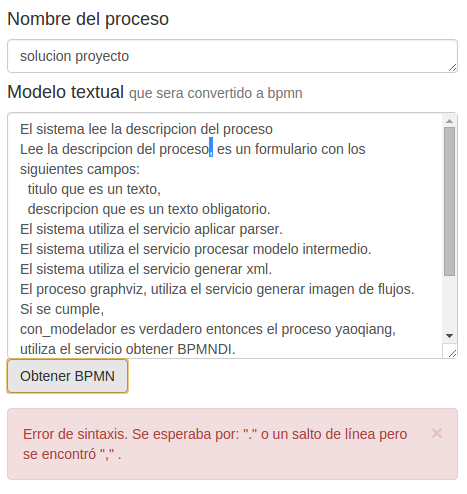 Nombre del proceso
solucion proyecto
Modelo textual que sera convertido a bpmn
El sistema lee la descripcion del proceso
Lee la descripcion del proceso, es un formulario con los
siguientes campos:
titulo que es un texto,
descripcion que es un texto obligatorio.
El sistema utiliza el servicio aplicar parser.
El sistema utiliza el servicio procesar modelo intermedio.
El sistema utiliza el servicio generar xml.
El proceso graphviz, utiliza el servicio generar imagen de flujos.
Si se cumple,
con_modelador es verdadero entonces el proceso yaoqiang,
utiliza el servicio obtener BPMNDI.
Obtener BPMN
Error de sintaxis. Se esperaba por: "." o un salto de línea pero
se encontró "," .
×